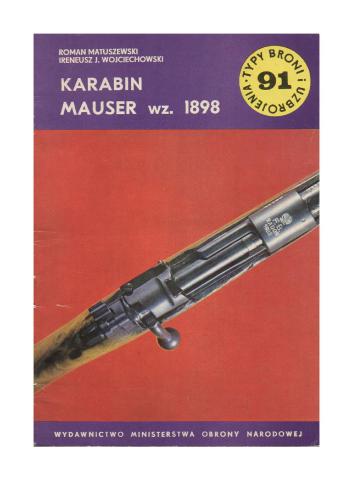 ROMAN MATUSZEWSKI
IRENEUSZ J. WOJCIECHOWSKI
KARABIN
MAUSER wz. 1898
TYPY BRONI i UZBROJENIA
91
WYDAWNICTWO MINISTERSTWA OBRONY NARODOWEJ